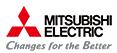 MITSUBISHI
ELECTRIC
Changes for the Better